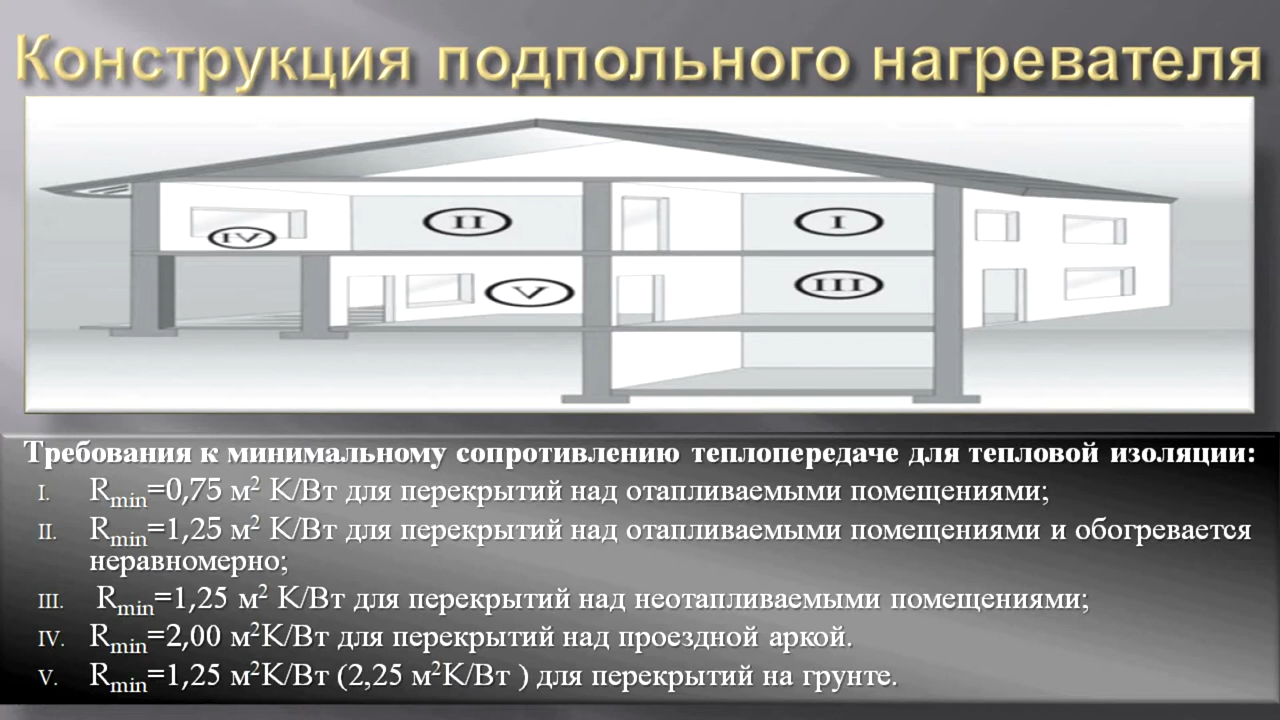 Конструкция подпольного нагревателя
II
I
IV
III
V
Требования к минимальному сопротивлению теплопередаче для тепловой изоляции:
I. Rmin=0,75 м² К/Вт для перекрытий над отапливаемыми помещениями;
II. Rmin=1,25 м² К/Вт для перекрытий над отапливаемыми помещениями и обогревается
неравномерно;
III. Rmin=1,25 м² К/Вт для перекрытий над неотапливаемыми помещениями;
IV. Rmin=2,00 м²К/Вт для перекрытий над проездной аркой.
V. Rmin=1,25 м²К/Вт (2,25 м²К/Вт ) для перекрытий на грунте.